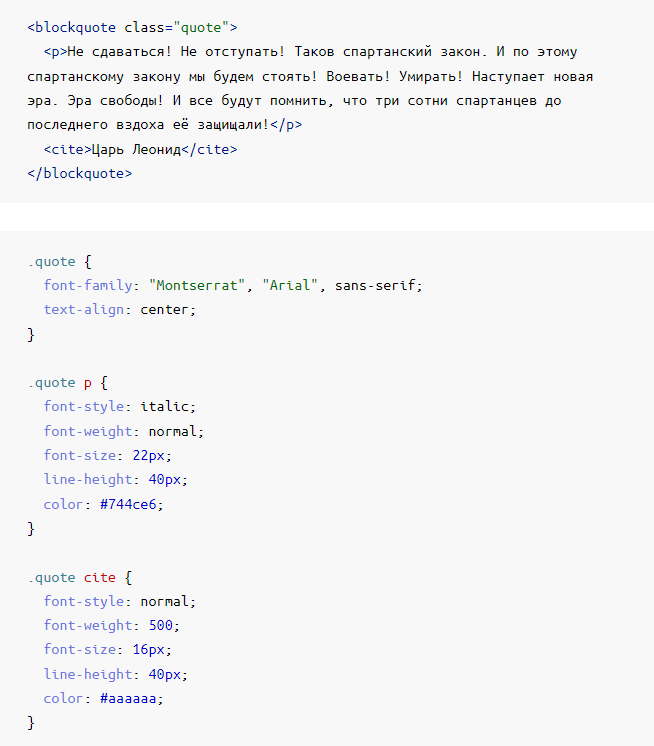 <blockquote class="quote">
  <p>Не сдаваться! Не отступать! Таков спартанский закон. И по этому
спартанскому закону мы будем стоять! Воевать! Умирать! Наступает новая
эра. Эра свободы! И все будут помнить, что три сотни спартанцев до
последнего вздоха её защищали!</p>
  <cite>Царь Леонид</cite>
</blockquote>
.quote {
  font-family: "Montserrat", "Arial", sans-serif;
  text-align: center;
}
.quote p {
  font-style: italic;
  font-weight: normal;
  font-size: 22px;
  line-height: 40px;
  color: #744ce6;
}
.quote cite {
  font-style: normal;
  font-weight: 500;
  font-size: 16px;
  line-height: 40px;
  color: #aaaaaa;
}